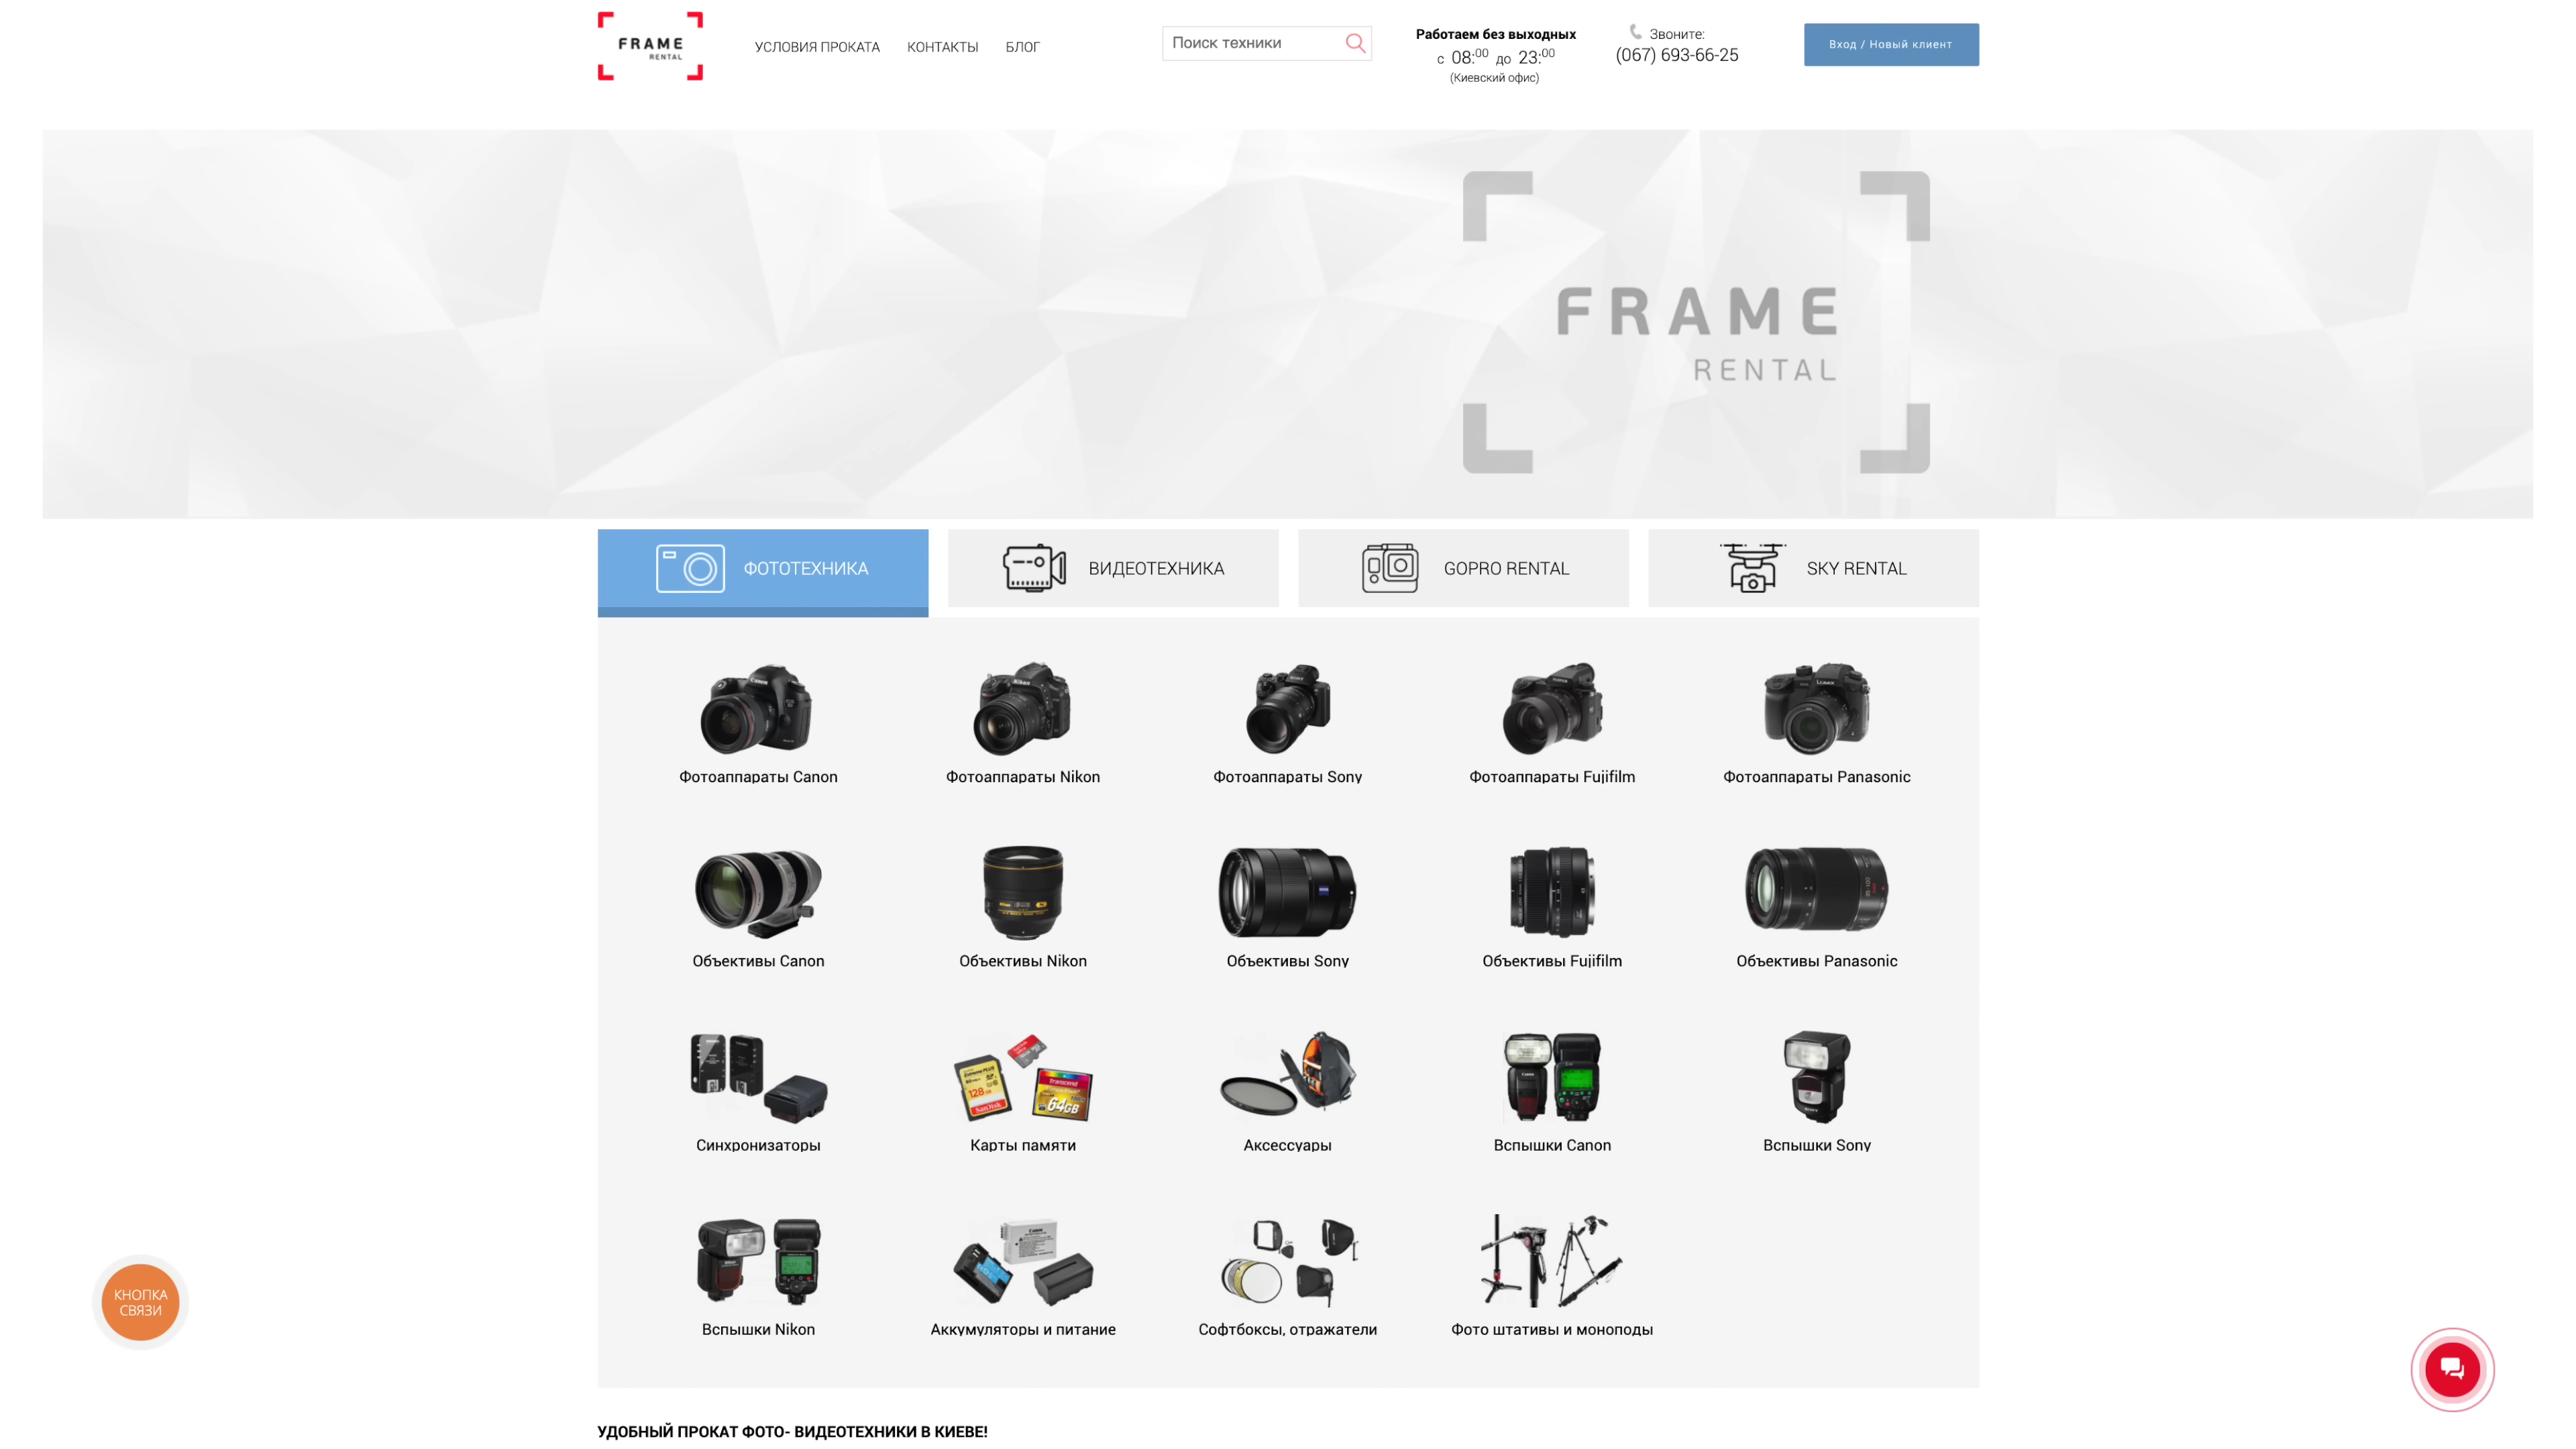 FRAME
RENTAL
УСЛОВИЯ ПРОКАТА
КОНТАКТЫ
БЛОГ
Поиск техники
Работаем без выходных
с 08:00 до 23:00
(Киевский офис)
Звоните:
(067) 693-66-25
Вход / Новый клиент
FRAME
RENTAL
ФОТОТЕХНИКА
ВИДЕОТЕХНИКА
GOPRO RENTAL
SKY RENTAL
Фотоаппараты Canon
Фотоаппараты Nikon
Фотоаппараты Sony
Фотоаппараты Fujifilm
Фотоаппараты Panasonic
Объективы Canon
Объективы Nikon
Объективы Sony
Объективы Fujifilm
Объективы Panasonic
Синхронизаторы
Карты памяти
Аксессуары
Вспышки Canon
Вспышки Sony
Вспышки Nikon
Аккумуляторы и питание
Софтбоксы, отражатели
Фото штативы и моноподы
КНОПКА
СВЯЗИ
УДОБНЫЙ ПРОКАТ ФОТО- ВИДЕОТЕХНИКИ В КИЕВЕ!